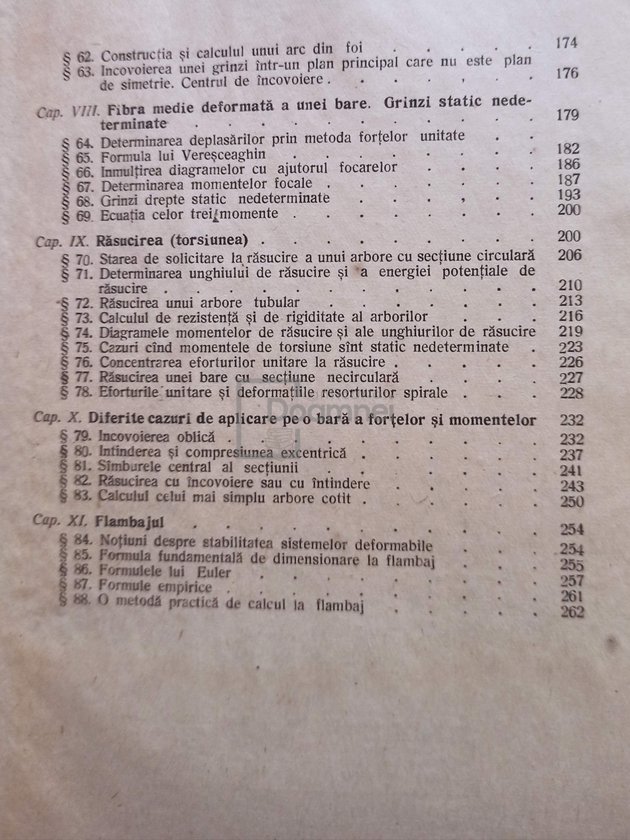 § 62. Construcția și calculul unui arc din foi . . . . . 174
§ 63. Incovoierea unei grinzi într-un plan principal care nu este plan
de simetrie. Centrul de încovoiere . . . . . . 176
Cap. VIII. Fibra medie deformată a unei bare. Grinzi static nede-
terminate . . . . . . . . . . 179
§ 64. Determinarea deplasărilor prin metoda forțelor unitate . .
§ 65. Formula lui Vereșceaghin . . . . . . . 182
§ 66. Inmulțirea diagramelor cu ajutorul focarelor . . . . 186
§ 67. Determinarea momentelor focale . . . . . . 187
§ 68. Grinzi drepte static nedeterminate . . . . . 193
§ 69. Ecuația celor trei momente . . . . . . . 200
Cap. IX. Răsucirea (torsiunea) . . . . . . . . 200
§ 70. Starea de solicitare la răsucire a unui arbore cu secțiune circulară 206
§ 71. Determinarea unghiului de răsucire și a energiei potențiale de
răsucire . . . . . . . . . . 210
§ 72. Răsucirea unui arbore tubular . . . . . . 213
§ 73. Calculul de rezistență și de rigiditate al arborilor . . . 216
§ 74. Diagramele momentelor de răsucire și ale unghiurilor de răsucire 219
§ 75. Cazuri cînd momentele de torsiune sînt static nedeterminate . 223
§ 76. Concentrarea eforturilor unitare la răsucire . . . . . 226
§ 77. Răsucirea unei bare cu secțiune necirculară . . . . 227
§ 78. Eforturile unitare și deformațiile resorturilor spirale . . . 228
Cap. X. Diferite cazuri de aplicare pe o bară a forțelor și momentelor 232
§ 79. Incovoierea oblică . . . . . . . . 232
§ 80. Intinderea și compresiunea excentrică . . . . . 237
§ 81. Sîmburele central al secțiunii . . . . . . 241
§ 82. Răsucirea cu încovoiere sau cu întindere . . . . . 243
§ 83. Calculul celui mai simplu arbore cotit . . . . . 250
Cap. XI. Flambajul . . . . . . . . . . 254
§ 84. Noțiuni despre stabilitatea sistemelor deformabile . . . 254
§ 85. Formula fundamentală de dimensionare la flambaj . . . 255
§ 86. Formulele lui Euler . . . . . . . . 257
§ 87. Formule empirice . . . . . . . . . 261
§ 88. O metodă practică de calcul la flambaj . . . . . 262